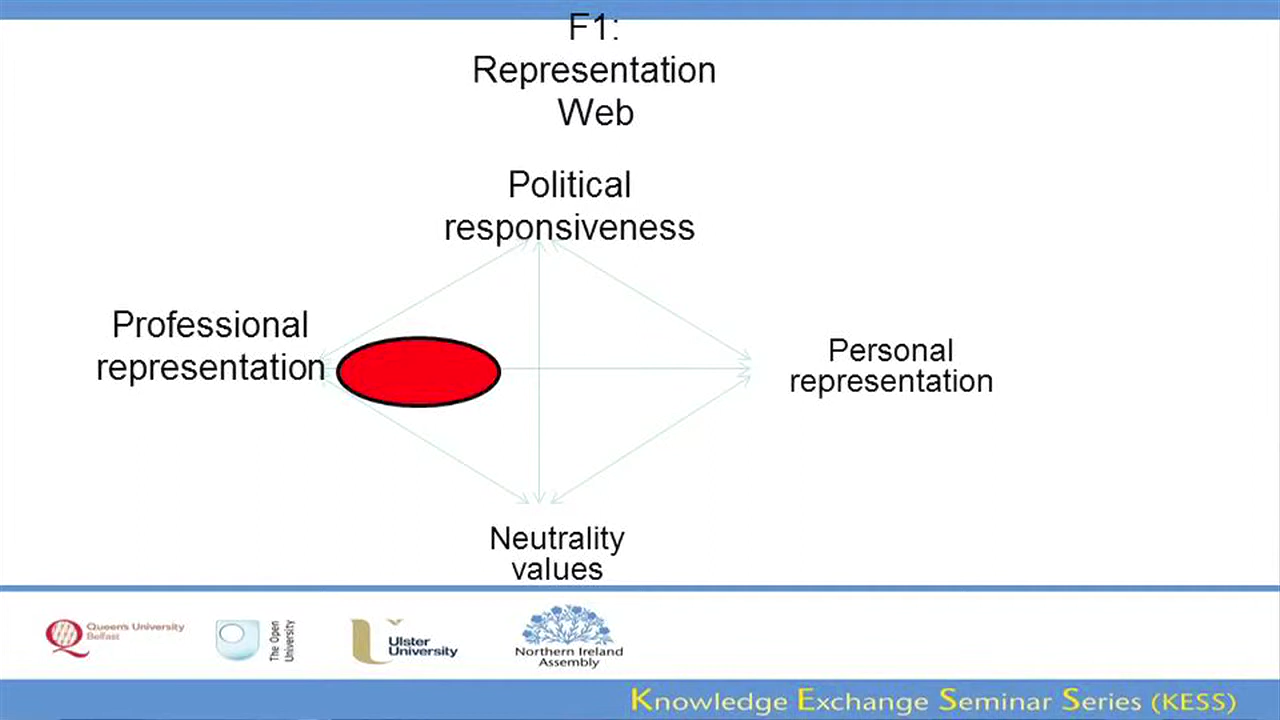 F1:
Representation
Web
Political
responsiveness
Professional
representation
Personal
representation
Neutrality
values
Queen's University
Belfast
The Open
University
Ulster
University
Northern Ireland
Assembly
Knowledge Exchange Seminar Series (KESS)